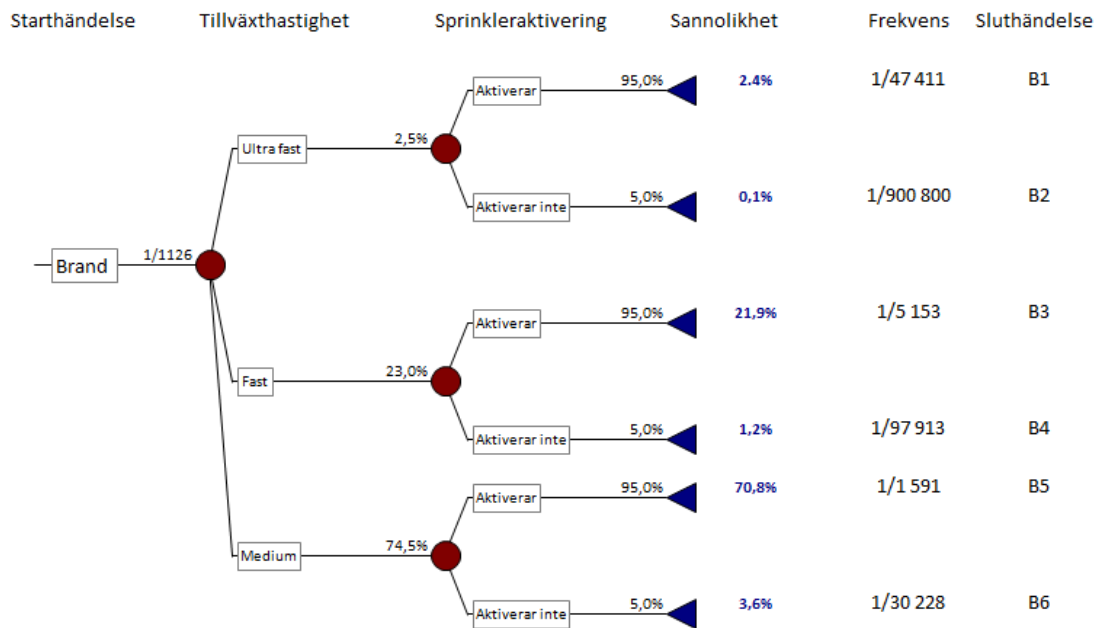 Starthändelse Tillväxthastighet Sprinkleraktivering Sannolikhet Frekvens Sluthändelse
Aktiverar 95,0% 2.4% 1/47 411 B1
Ultra fast 2,5%
Aktiverar inte 5,0% 0,1% 1/900 800 B2
Brand 1/1126
Aktiverar 95,0% 21,9% 1/5 153 B3
Fast 23,0%
Aktiverar inte 5,0% 1,2% 1/97 913 B4
Aktiverar 95,0% 70,8% 1/1 591 B5
Medium 74,5%
Aktiverar inte 5,0% 3,6% 1/30 228 B6